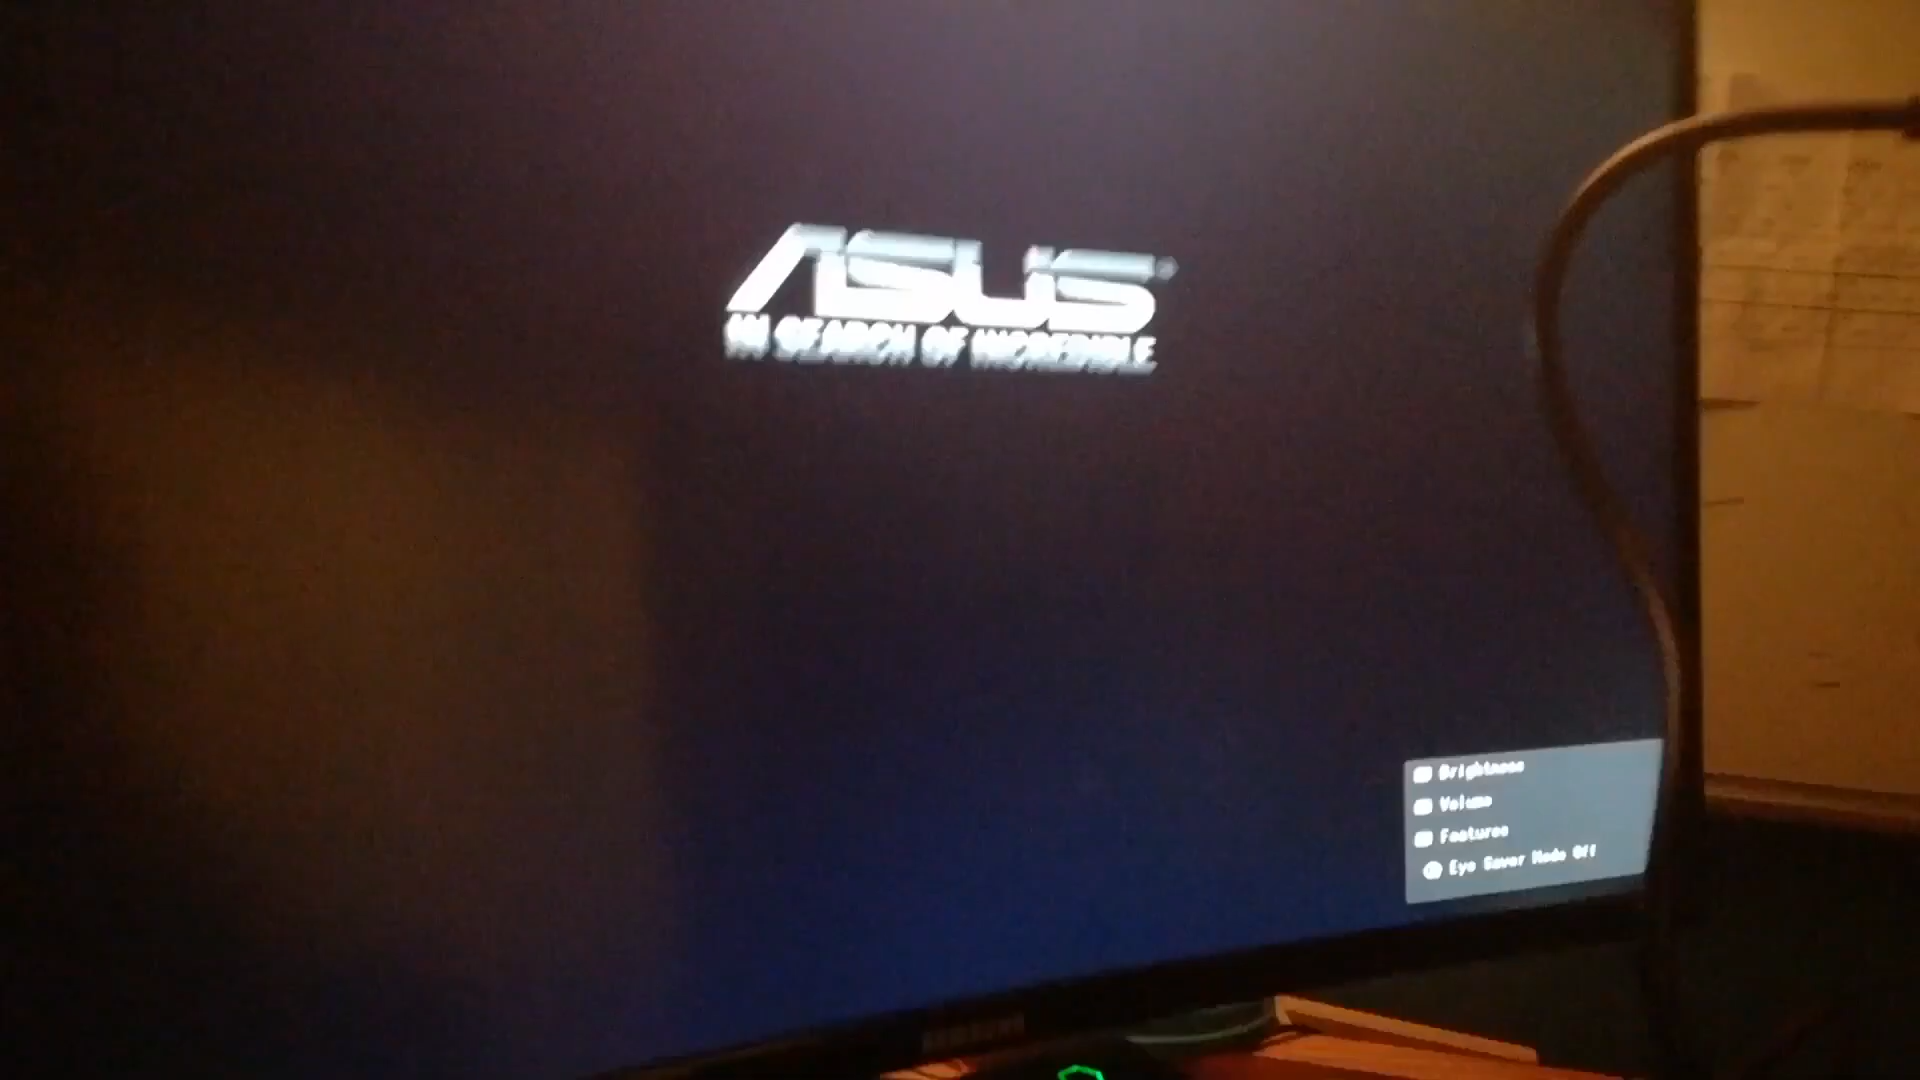 ASUS
IN SEARCH OF INCREDIBLE
Brightness
Volume
Features
Eye Saver Mode Off